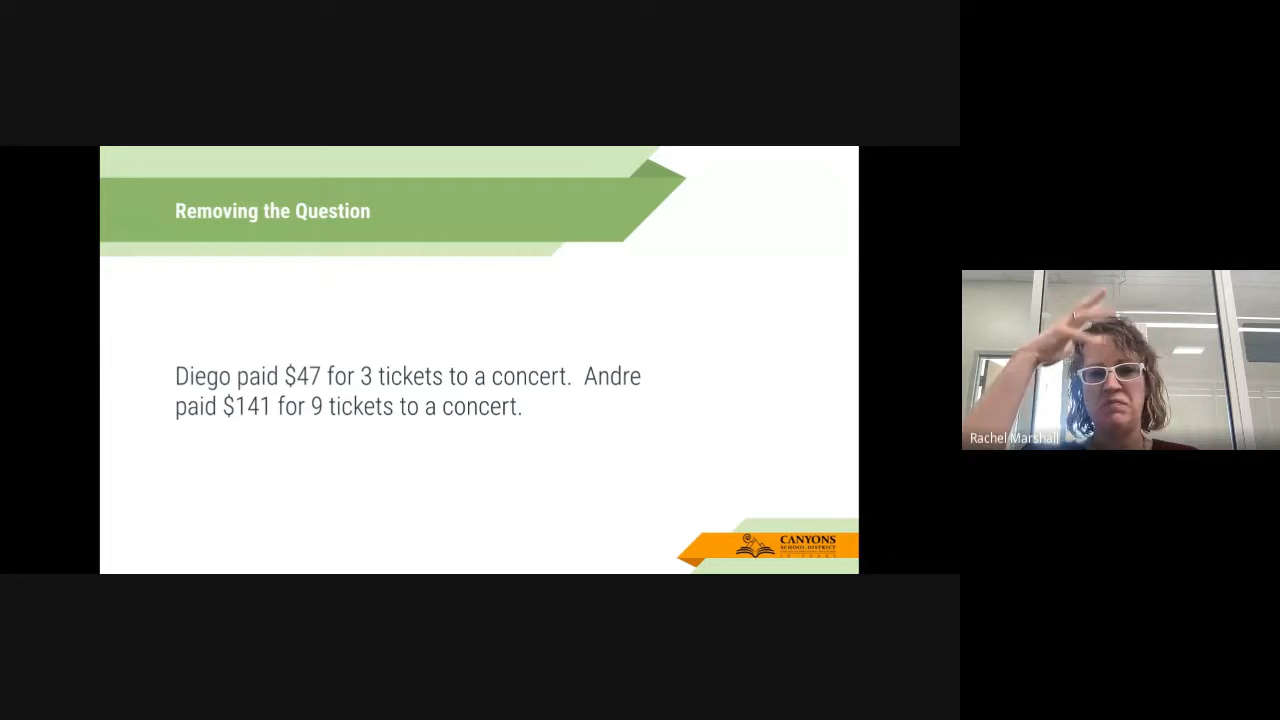 Removing the Question
Diego paid $47 for 3 tickets to a concert.  Andre
paid $141 for 9 tickets to a concert.
CANYONS
SCHOOL DISTRICT
Rachel Marshall